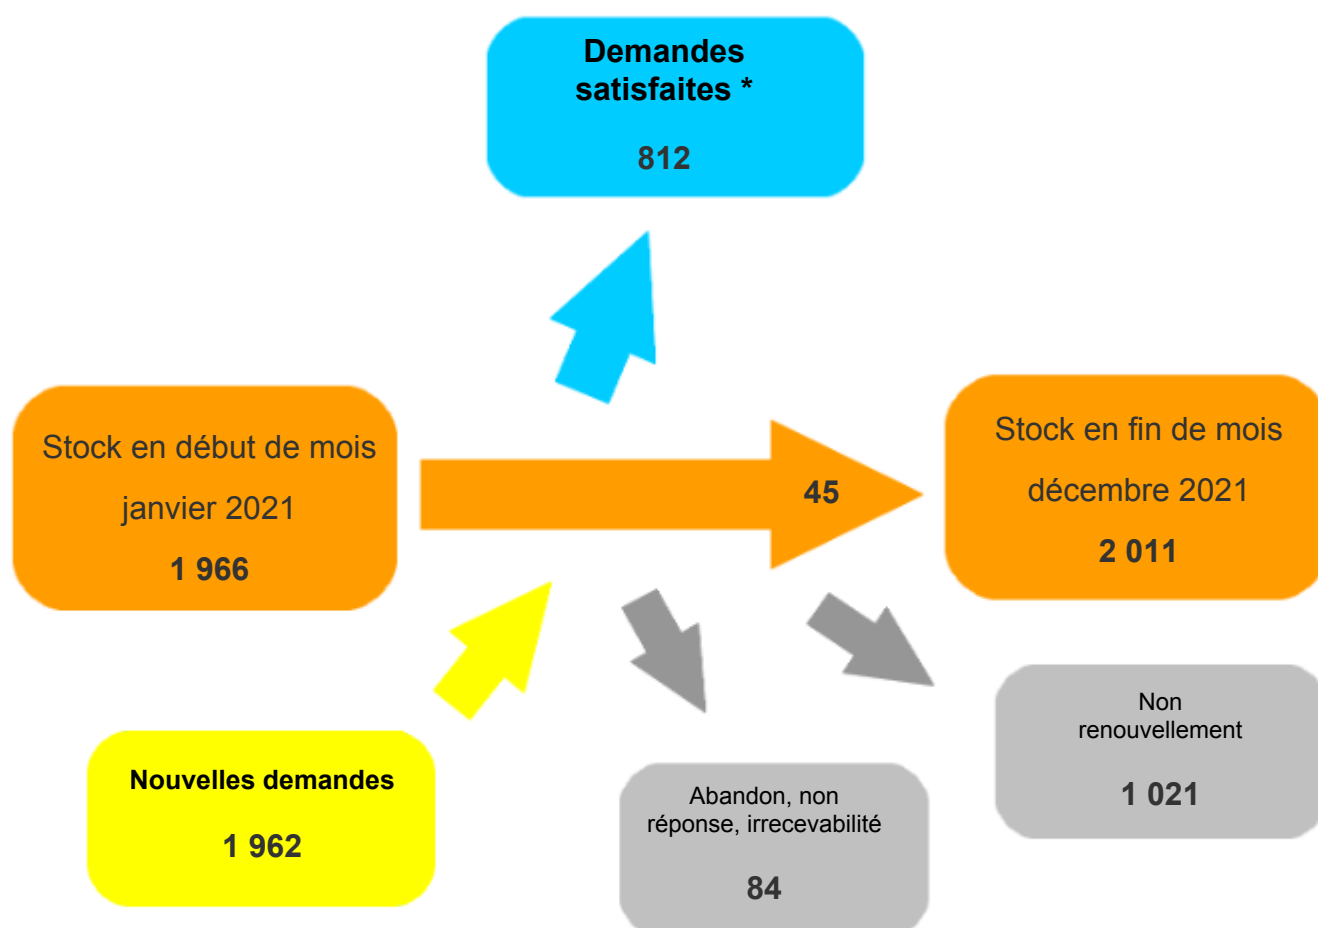 Demandes
satisfaites *
812
Stock en début de mois
janvier 2021
1 966
45
Stock en fin de mois
décembre 2021
2 011
Nouvelles demandes
1 962
Abandon, non
réponse, irrecevabilité
84
Non
renouvellement
1 021